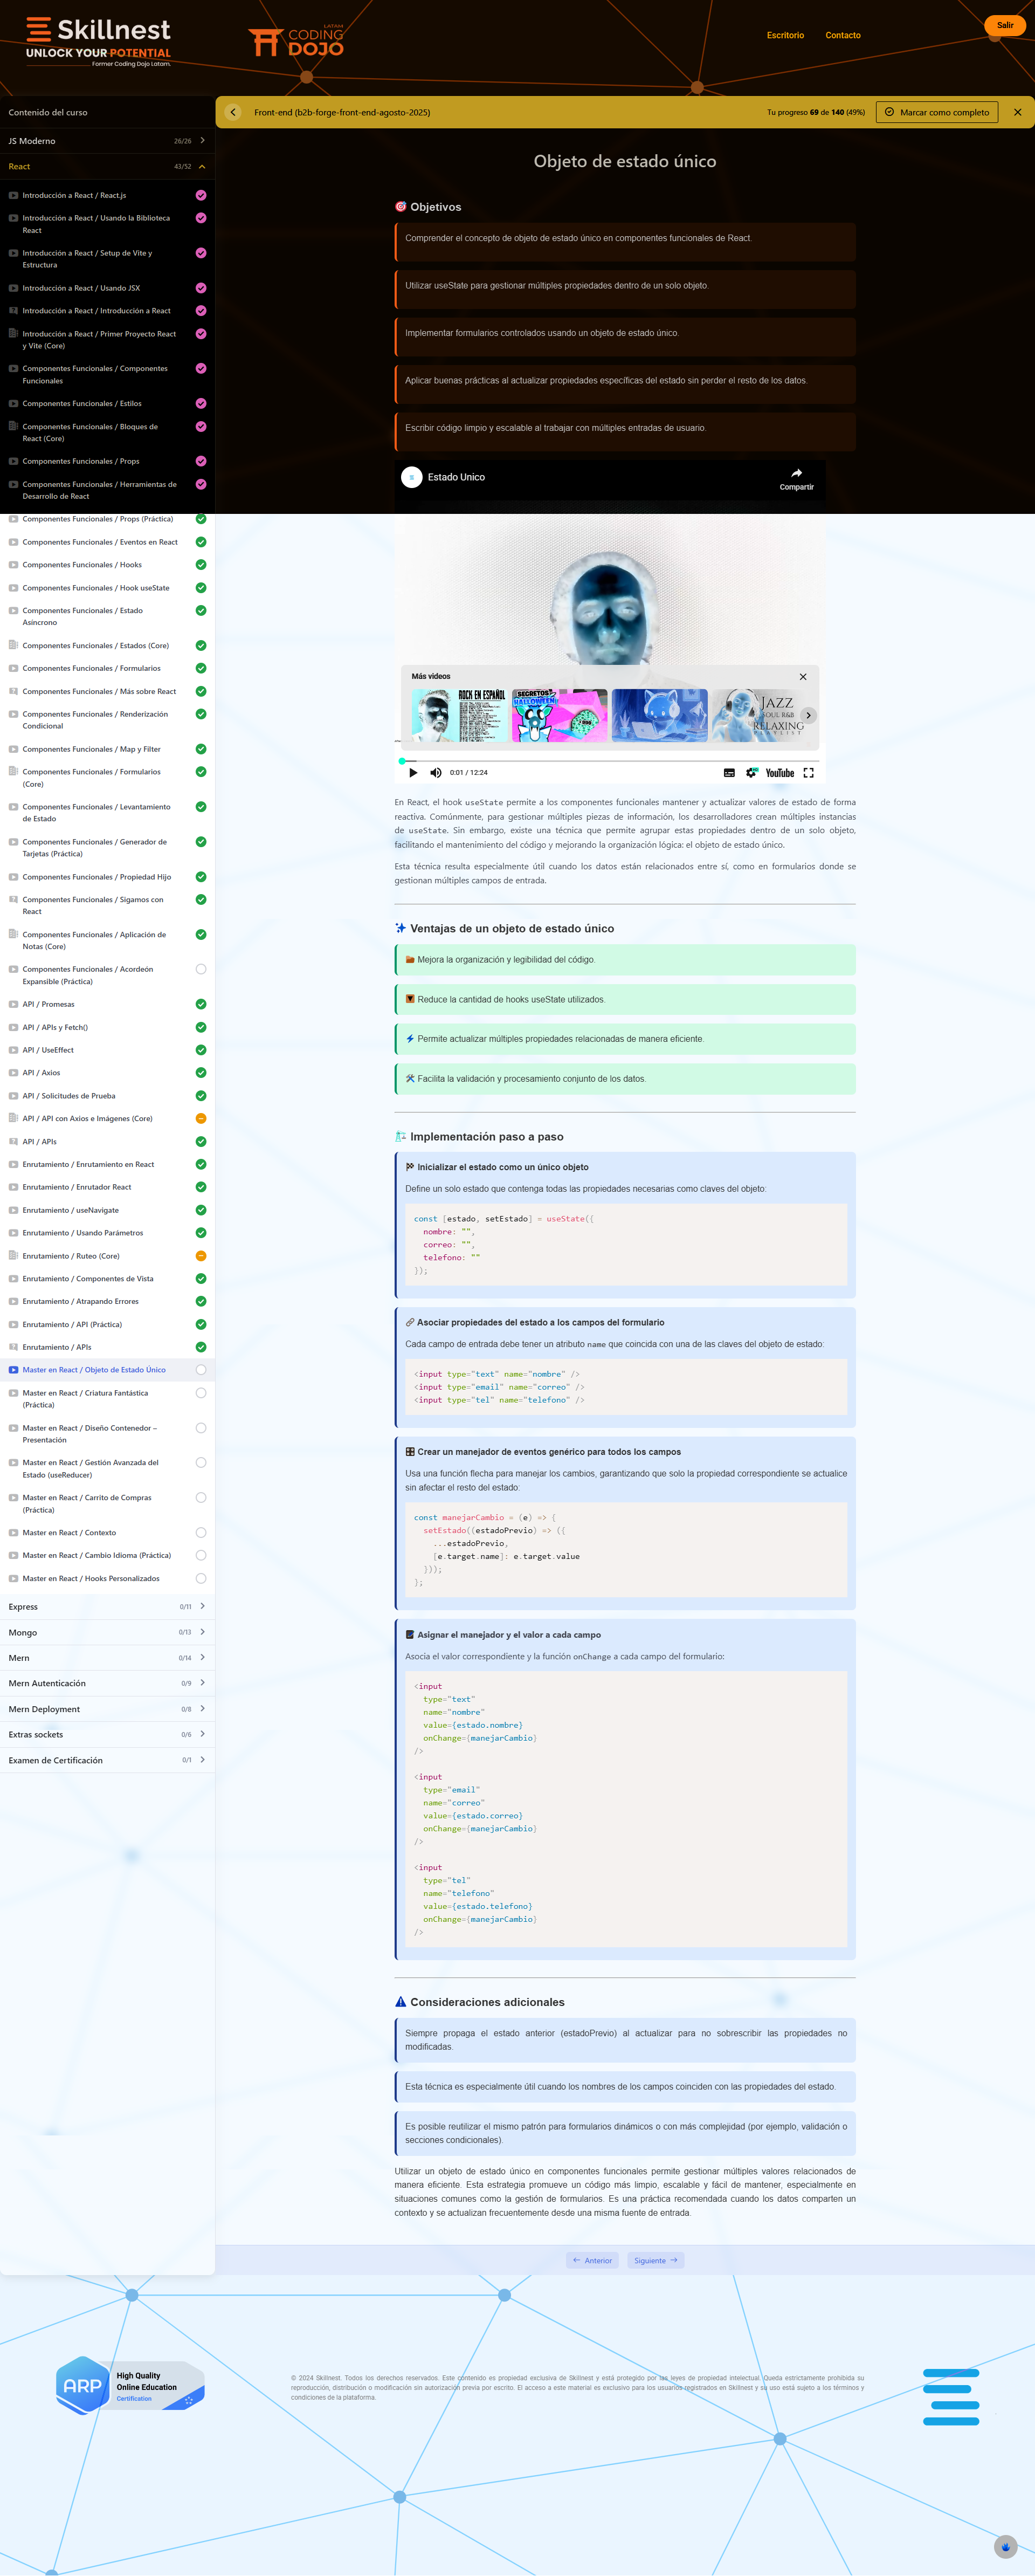 Skillnest
UNLOCK YOUR POTENTIAL
Former Coding Dojo Latam.
LATAM
CODING
DOJO
Escritorio
Contacto
Salir
Contenido del curso
JS Moderno 26/26
React 43/52
Introducción a React / React.js
Introducción a React / Usando la Biblioteca
React
Introducción a React / Setup de Vite y
Estructura
Introducción a React / Usando JSX
Introducción a React / Introducción a React
Introducción a React / Primer Proyecto React
y Vite (Core)
Componentes Funcionales / Componentes
Funcionales
Componentes Funcionales / Estilos
Componentes Funcionales / Bloques de
React (Core)
Componentes Funcionales / Props
Componentes Funcionales / Herramientas de
Desarrollo de React
Componentes Funcionales / Props (Práctica)
Componentes Funcionales / Eventos en React
Componentes Funcionales / Hooks
Componentes Funcionales / Hook useState
Componentes Funcionales / Estado
Asíncrono
Componentes Funcionales / Estados (Core)
Componentes Funcionales / Formularios
Componentes Funcionales / Más sobre React
Componentes Funcionales / Renderización
Condicional
Componentes Funcionales / Map y Filter
Componentes Funcionales / Formularios
(Core)
Componentes Funcionales / Levantamiento
de Estado
Componentes Funcionales / Generador de
Tarjetas (Práctica)
Componentes Funcionales / Propiedad Hijo
Componentes Funcionales / Sigamos con
React
Componentes Funcionales / Aplicación de
Notas (Core)
Componentes Funcionales / Acordeón
Expansible (Práctica)
API / Promesas
API / APIs y Fetch()
API / UseEffect
API / Axios
API / Solicitudes de Prueba
API / API con Axios e Imágenes (Core)
API / APIs
Enrutamiento / Enrutamiento en React
Enrutamiento / Enrutador React
Enrutamiento / useNavigate
Enrutamiento / Usando Parámetros
Enrutamiento / Ruteo (Core)
Enrutamiento / Componentes de Vista
Enrutamiento / Atrapando Errores
Enrutamiento / API (Práctica)
Enrutamiento / APIs
Master en React / Objeto de Estado Único
Master en React / Criatura Fantástica
(Práctica)
Master en React / Diseño Contenedor –
Presentación
Master en React / Gestión Avanzada del
Estado (useReducer)
Master en React / Carrito de Compras
(Práctica)
Master en React / Contexto
Master en React / Cambio Idioma (Práctica)
Master en React / Hooks Personalizados
Express 0/11
Mongo 0/13
Mern 0/14
Mern Autenticación 0/9
Mern Deployment 0/8
Extras sockets 0/6
Examen de Certificación 0/1
Front-end (b2b-forge-front-end-agosto-2025)
Tu progreso 69 de 140 (49%)
Marcar como completo
Objeto de estado único
Objetivos
Comprender el concepto de objeto de estado único en componentes funcionales de React.
Utilizar useState para gestionar múltiples propiedades dentro de un solo objeto.
Implementar formularios controlados usando un objeto de estado único.
Aplicar buenas prácticas al actualizar propiedades específicas del estado sin perder el resto de los datos.
Escribir código limpio y escalable al trabajar con múltiples entradas de usuario.
Estado Unico
Compartir
Más videos
ROCK EN ESPAÑOL
SECRETOS
HALLOWEEN
JAZZ
SOUL R&B
RELAXING
PLAYLIST
0:01 / 12:24
YouTube
En React, el hook useState permite a los componentes funcionales mantener y actualizar valores de estado de forma
reactiva. Comúnmente, para gestionar múltiples piezas de información, los desarrolladores crean múltiples instancias
de useState. Sin embargo, existe una técnica que permite agrupar estas propiedades dentro de un solo objeto,
facilitando el mantenimiento del código y mejorando la organización lógica: el objeto de estado único.
Esta técnica resulta especialmente útil cuando los datos están relacionados entre sí, como en formularios donde se
gestionan múltiples campos de entrada.
Ventajas de un objeto de estado único
Mejora la organización y legibilidad del código.
Reduce la cantidad de hooks useState utilizados.
Permite actualizar múltiples propiedades relacionadas de manera eficiente.
Facilita la validación y procesamiento conjunto de los datos.
Implementación paso a paso
Inicializar el estado como un único objeto
Define un solo estado que contenga todas las propiedades necesarias como claves del objeto:
const [estado, setEstado] = useState({
nombre: "",
correo: "",
telefono: ""
});
Asociar propiedades del estado a los campos del formulario
Cada campo de entrada debe tener un atributo name que coincida con una de las claves del objeto de estado:
<input type="text" name="nombre" />
<input type="email" name="correo" />
<input type="tel" name="telefono" />
Crear un manejador de eventos genérico para todos los campos
Usa una función flecha para manejar los cambios, garantizando que solo la propiedad correspondiente se actualice
sin afectar el resto del estado:
const manejarCambio = (e) => {
setEstado((estadoPrevio) => ({
...estadoPrevio,
[e.target.name]: e.target.value
}));
};
Asignar el manejador y el valor a cada campo
Asocia el valor correspondiente y la función onChange a cada campo del formulario:
<input
type="text"
name="nombre"
value={estado.nombre}
onChange={manejarCambio}
/>
<input
type="email"
name="correo"
value={estado.correo}
onChange={manejarCambio}
/>
<input
type="tel"
name="telefono"
value={estado.telefono}
onChange={manejarCambio}
/>
Consideraciones adicionales
Siempre propaga el estado anterior (estadoPrevio) al actualizar para no sobrescribir las propiedades no
modificadas.
Esta técnica es especialmente útil cuando los nombres de los campos coinciden con las propiedades del estado.
Es posible reutilizar el mismo patrón para formularios dinámicos o con más complejidad (por ejemplo, validación o
secciones condicionales).
Utilizar un objeto de estado único en componentes funcionales permite gestionar múltiples valores relacionados de
manera eficiente. Esta estrategia promueve un código más limpio, escalable y fácil de mantener, especialmente en
situaciones comunes como la gestión de formularios. Es una práctica recomendada cuando los datos comparten un
contexto y se actualizan frecuentemente desde una misma fuente de entrada.
Anterior
Siguiente
ARP
High Quality
Online Education
Certification
© 2024 Skillnest. Todos los derechos reservados. Este contenido es propiedad exclusiva de Skillnest y está protegido por las leyes de propiedad intelectual. Queda estrictamente prohibida su
reproducción, distribución o modificación sin autorización previa por escrito. El acceso a este material es exclusivo para los usuarios registrados en Skillnest y su uso está sujeto a los términos y
condiciones de la plataforma.